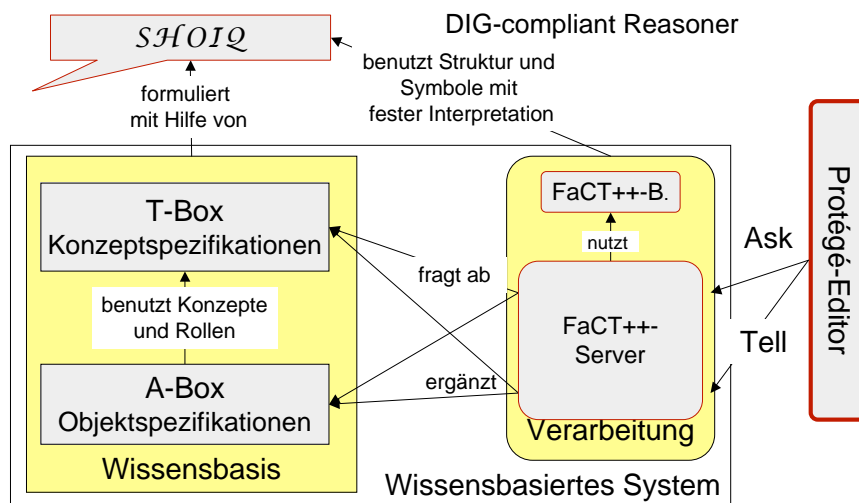 SHOIQ
DIG-compliant Reasoner
benutzt Struktur und
Symbole mit
fester Interpretation
formuliert
mit Hilfe von
T-Box
Konzeptspezifikationen
benutzt Konzepte
und Rollen
A-Box
Objektspezifikationen
Wissensbasis
fragt ab
ergänzt
FaCT++-B.
nutzt
FaCT++-
Server
Verarbeitung
Wissensbasiertes System
Ask
Tell
Protégé-Editor